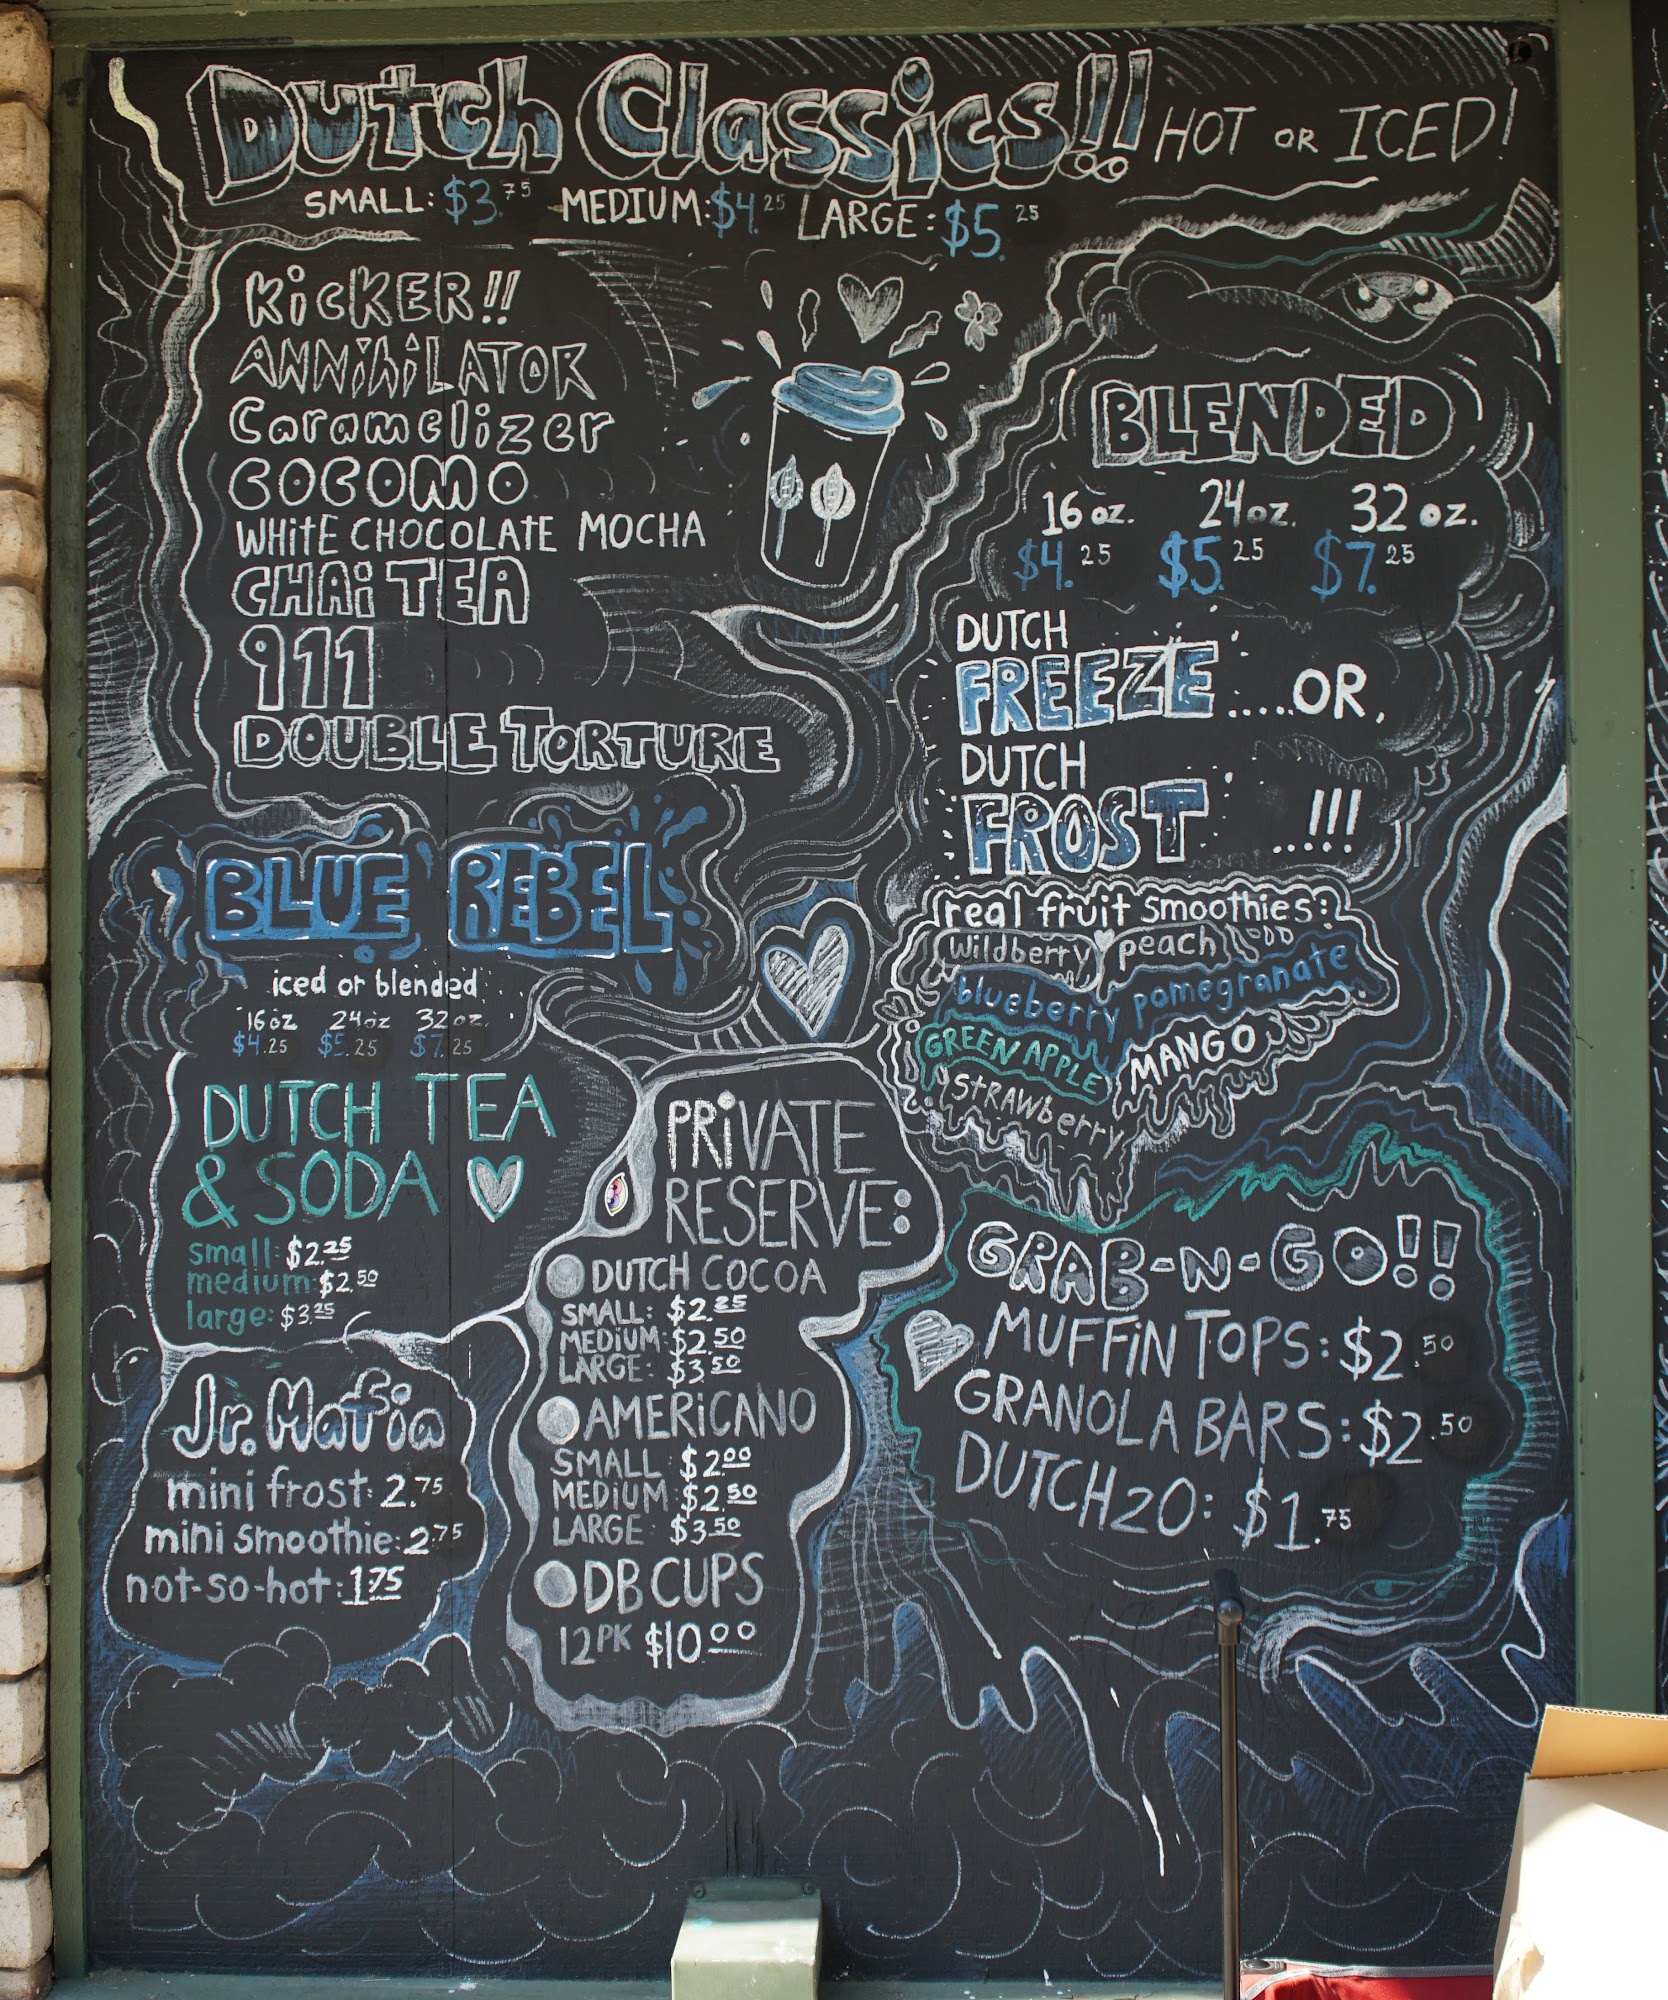 Dutch Classics!! HOT OR ICED!
SMALL: $3.75 MEDIUM: $4.25 LARGE: $5.25
KiCKER!!
ANNihiLATOR
Caramelizer
COCOMO
WHitE CHOCOLATE MOCHA
CHAi TEA
911
DOUBLE TORTURE
BLENDED
16 oz. 24 oz. 32 oz.
$4.25 $5.25 $7.25
DUTCH
FREEZE .....OR,
DUTCH
FROST .....!!!
real fruit smoothies:
wildberry peach
blueberry pomegranate
GREEN APPLE MANGO
STRAWberry
BLUE REBEL
iced or blended
16oz 24oz 32oz.
$4.25 $5.25 $7.25
DUTCH TEA
& SODA
small: $2.25
medium: $2.50
large: $3.25
PRiVATE
RESERVE:
DUTCH COCOA
SMALL: $2.25
MEDIUM: $2.50
LARGE: $3.50
AMERiCANO
SMALL $2.00
MEDiUM $2.50
LARGE: $3.50
DB CUPS
12PK $10.00
GRAB-N-GO!!
MUFFiN TOPS: $2.50
GRANOLA BARS: $2.50
DUTCH2O: $1.75
Jr. Mafia
mini frost: 2.75
mini smoothie: 2.75
not-so-hot: 1.75